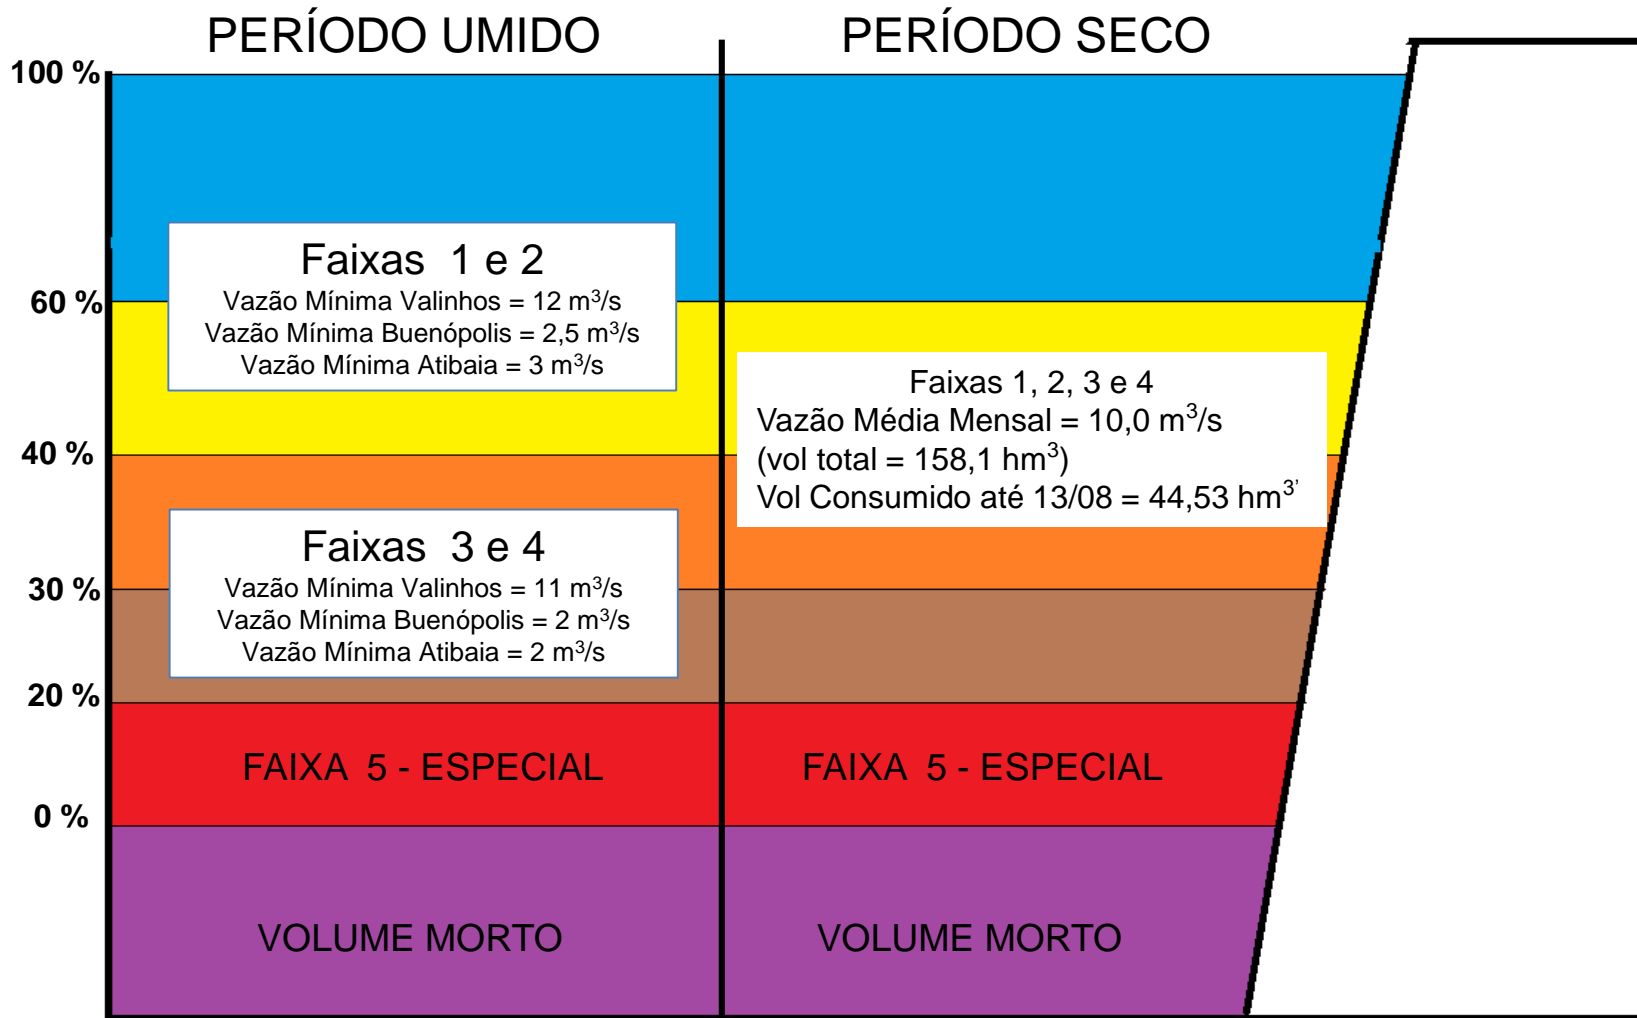 PERÍODO UMIDO
PERÍODO SECO
100 %
Faixas 1 e 2
Vazão Mínima Valinhos = 12 m³/s
Vazão Mínima Buenópolis = 2,5 m³/s
Vazão Mínima Atibaia = 3 m³/s
60 %
Faixas 1, 2, 3 e 4
Vazão Média Mensal = 10,0 m³/s
(vol total = 158,1 hm³)
Vol Consumido até 13/08 = 44,53 hm³'
40 %
Faixas 3 e 4
Vazão Mínima Valinhos = 11 m³/s
Vazão Mínima Buenópolis = 2 m³/s
Vazão Mínima Atibaia = 2 m³/s
30 %
20 %
FAIXA 5 - ESPECIAL
FAIXA 5 - ESPECIAL
0 %
VOLUME MORTO
VOLUME MORTO